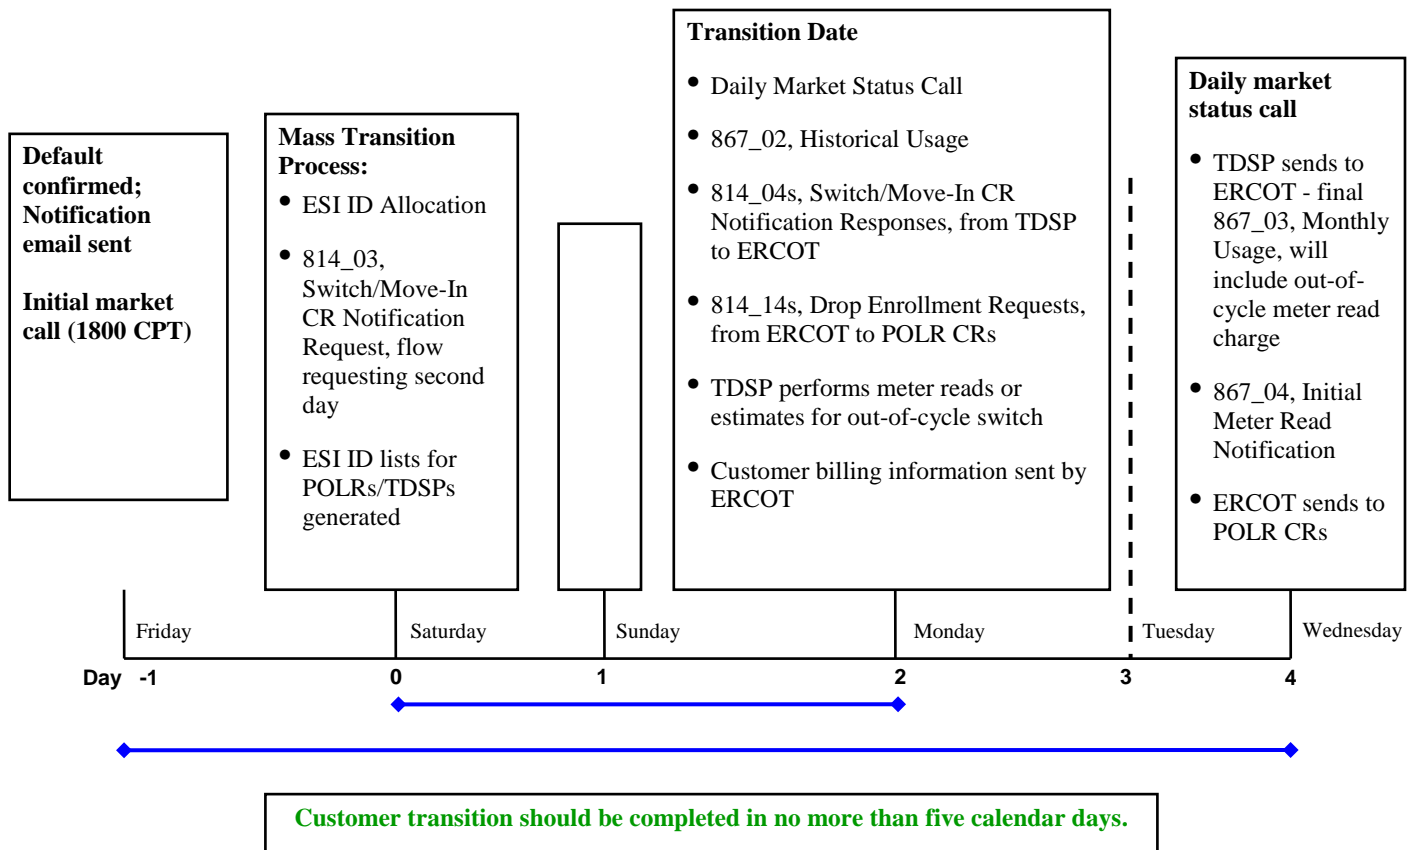 Default
confirmed;
Notification
email sent
Initial market
call (1800 CPT)
Mass Transition
Process:
• ESI ID Allocation
• 814_03,
Switch/Move-In
CR Notification
Request, flow
requesting second
day
• ESI ID lists for
POLRs/TDSPs
generated
Transition Date
• Daily Market Status Call
• 867_02, Historical Usage
• 814_04s, Switch/Move-In CR
Notification Responses, from TDSP
to ERCOT
• 814_14s, Drop Enrollment Requests,
from ERCOT to POLR CRs
• TDSP performs meter reads or
estimates for out-of-cycle switch
• Customer billing information sent by
ERCOT
Daily market
status call
• TDSP sends to
ERCOT - final
867_03, Monthly
Usage, will
include out-of-
cycle meter read
charge
• 867_04, Initial
Meter Read
Notification
• ERCOT sends to
POLR CRs
Friday Saturday Sunday Monday Tuesday Wednesday
Day -1 0 1 2 3 4
Customer transition should be completed in no more than five calendar days.